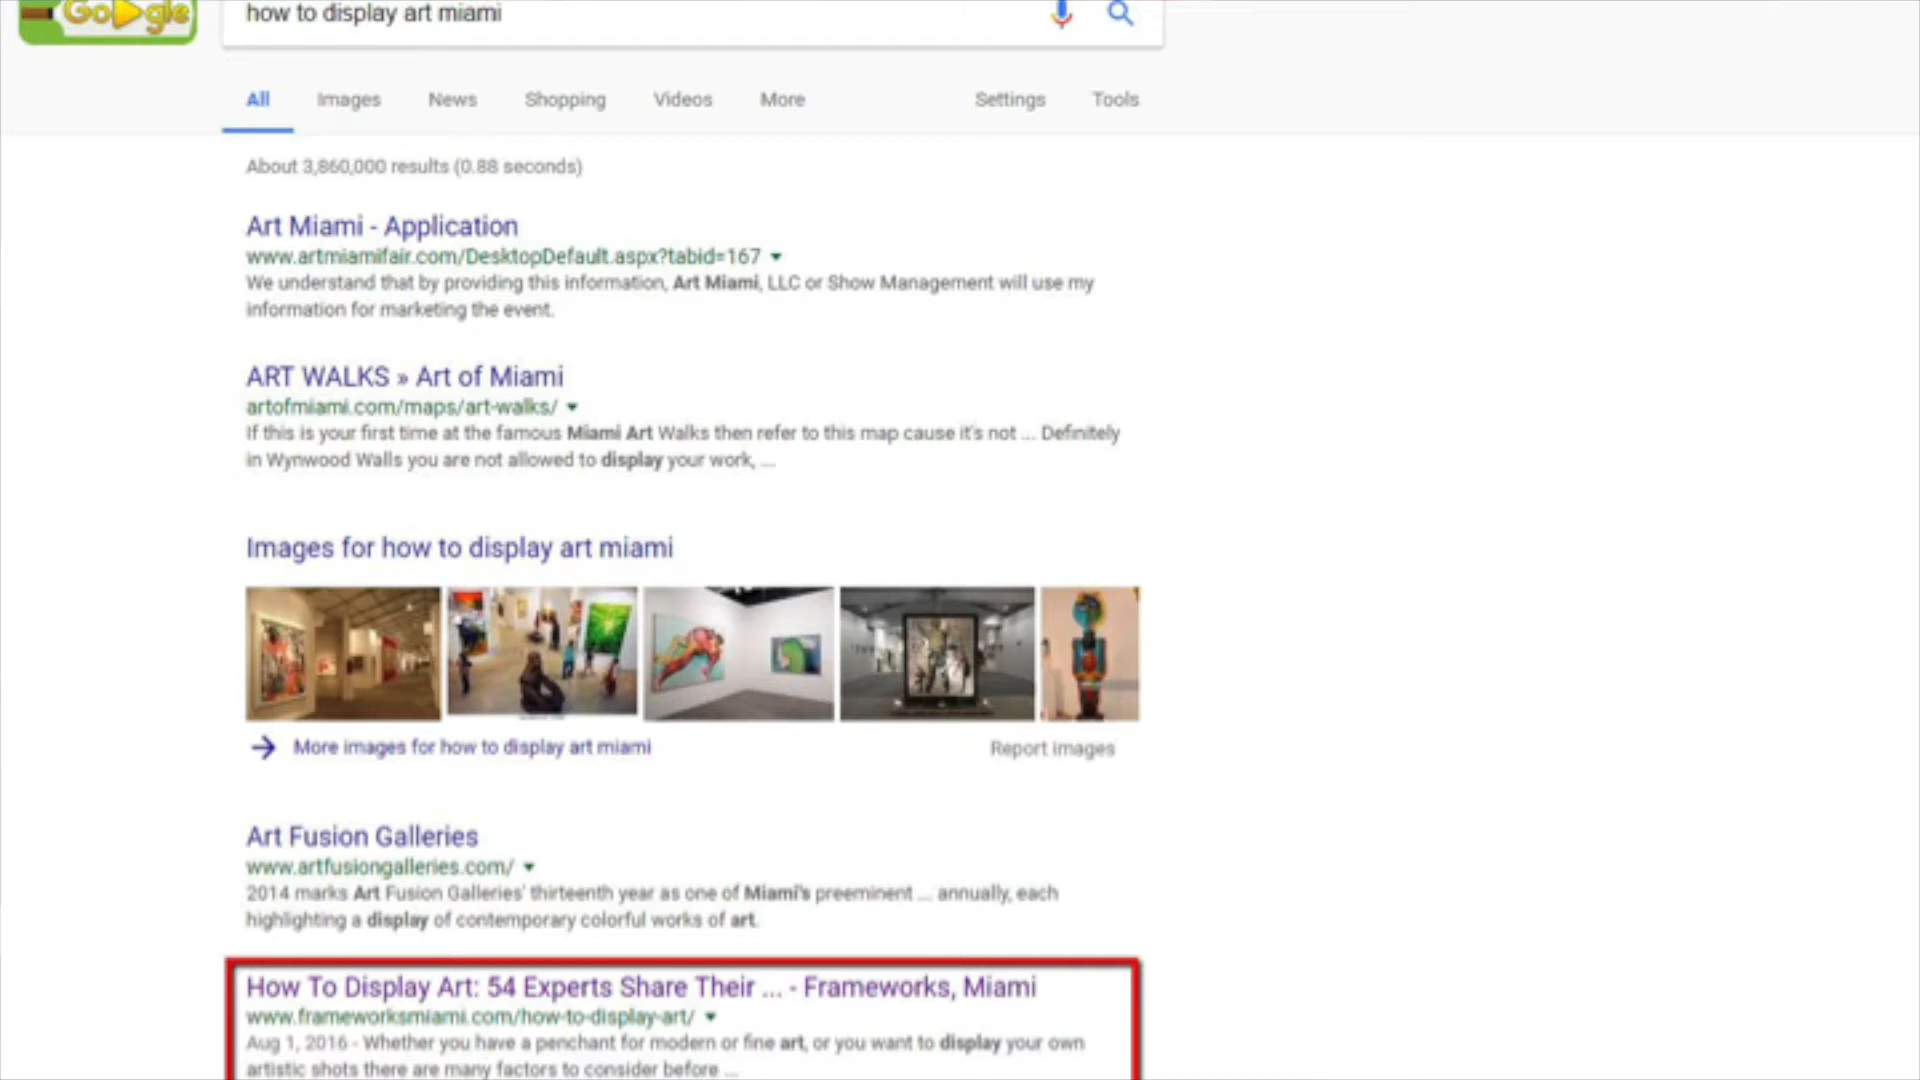 Google
how to display art miami
All Images News Shopping Videos More Settings Tools
About 3,860,000 results (0.88 seconds)
Art Miami - Application
www.artmiamifair.com/DesktopDefault.aspx?tabid=167
We understand that by providing this information, Art Miami, LLC or Show Management will use my
information for marketing the event.
ART WALKS » Art of Miami
artofmiami.com/maps/art-walks/
If this is your first time at the famous Miami Art Walks then refer to this map cause it's not ... Definitely
in Wynwood Walls you are not allowed to display your work, ...
Images for how to display art miami
More images for how to display art miami Report images
Art Fusion Galleries
www.artfusiongalleries.com/
2014 marks Art Fusion Galleries' thirteenth year as one of Miami's preeminent ... annually, each
highlighting a display of contemporary colorful works of art.
How To Display Art: 54 Experts Share Their ... - Frameworks, Miami
www.frameworksmiami.com/how-to-display-art/
Aug 1, 2016 - Whether you have a penchant for modern or fine art, or you want to display your own
artistic shots there are many factors to consider before ...